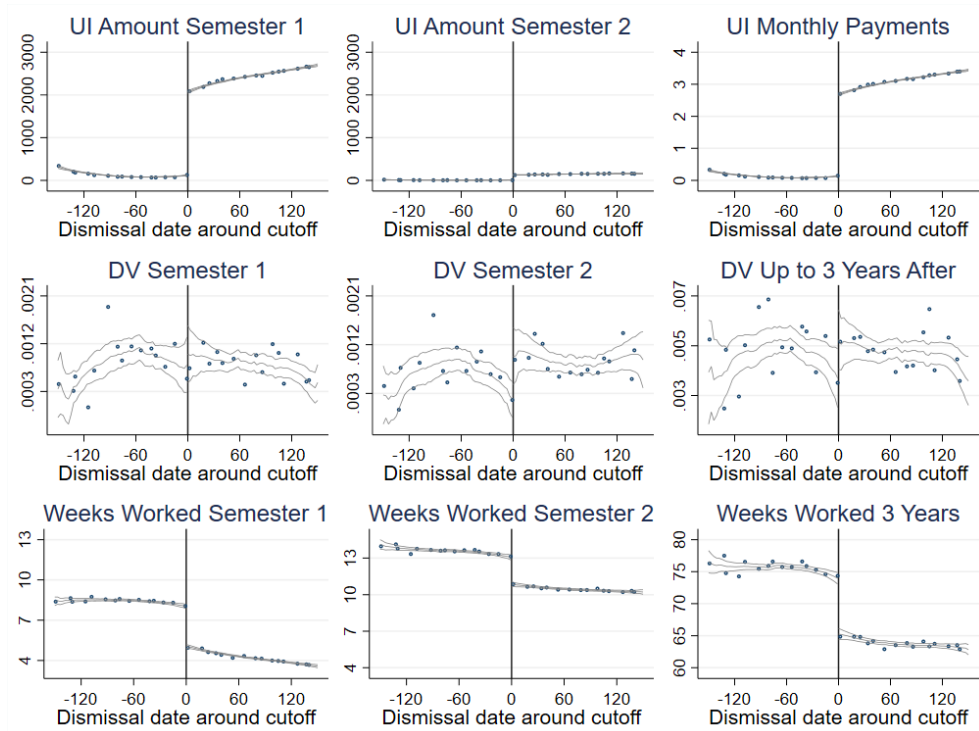 UI Amount Semester 1
0 1000 2000 3000
-120 -60 0 60 120
Dismissal date around cutoff
UI Amount Semester 2
0 1000 2000 3000
-120 -60 0 60 120
Dismissal date around cutoff
UI Monthly Payments
0 1 2 3 4
-120 -60 0 60 120
Dismissal date around cutoff
DV Semester 1
.0003 .0012 .0021
-120 -60 0 60 120
Dismissal date around cutoff
DV Semester 2
.0003 .0012 .0021
-120 -60 0 60 120
Dismissal date around cutoff
DV Up to 3 Years After
.003 .005 .007
-120 -60 0 60 120
Dismissal date around cutoff
Weeks Worked Semester 1
4 7 10 13
-120 -60 0 60 120
Dismissal date around cutoff
Weeks Worked Semester 2
4 7 10 13
-120 -60 0 60 120
Dismissal date around cutoff
Weeks Worked 3 Years
60 65 70 75 80
-120 -60 0 60 120
Dismissal date around cutoff